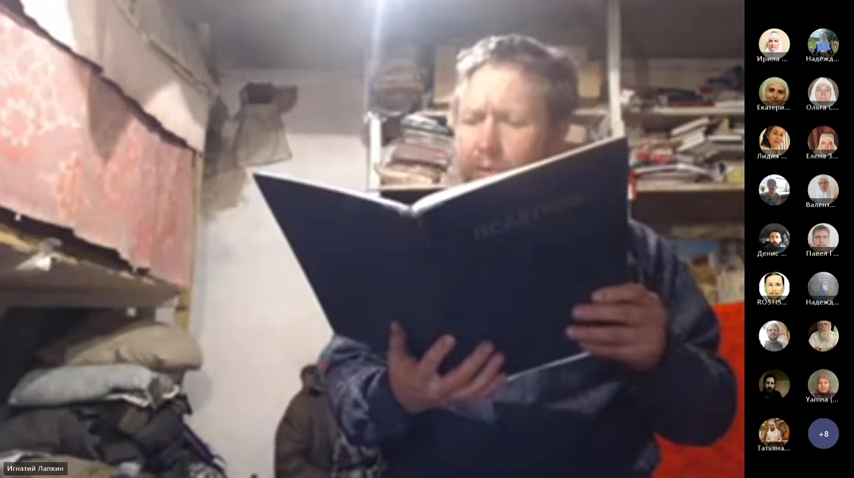 ПСАЛТИРЬ
Ирина ...
Надежд...
Екатери...
Ольга С...
Лидия ...
Елена З...
Валент...
Денис ...
Павел Г...
ROSTIS...
Надежд...
Yanina (...
Татьяна...
+8
Игнатий Лапкин